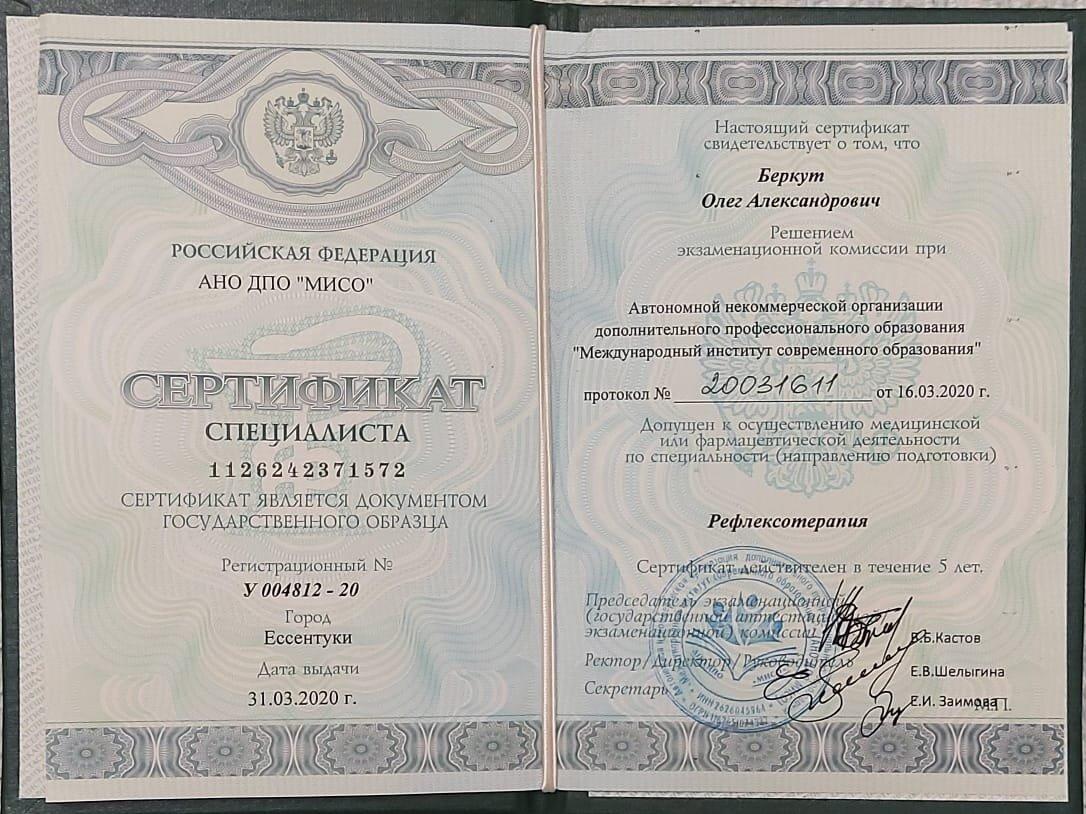 РОССИЙСКАЯ ФЕДЕРАЦИЯ
АНО ДПО "МИСО"
СЕРТИФИКАТ
СПЕЦИАЛИСТА
1126242371572
СЕРТИФИКАТ ЯВЛЯЕТСЯ ДОКУМЕНТОМ
ГОСУДАРСТВЕННОГО ОБРАЗЦА
Регистрационный №
У 004812 - 20
Город
Ессентуки
Дата выдачи
31.03.2020 г.
Настоящий сертификат
свидетельствует о том, что
Беркут
Олег Александрович
Решением
экзаменационной комиссии при
Автономной некоммерческой организации
дополнительного профессионального образования
"Международный институт современного образования"
протокол № 20031611 от 16.03.2020 г.
Допущен к осуществлению медицинской
или фармацевтической деятельности
по специальности (направлению подготовки)
Рефлексотерапия
Сертификат действителен в течение 5 лет.
Председатель экзаменационной
(государственной аттестационной,
экзаменационной) комиссии
В.Б.Кастов
Ректор/Директор/Руководитель
Е.В.Шелыгина
Секретарь
Е.И. Заимова
М.П.